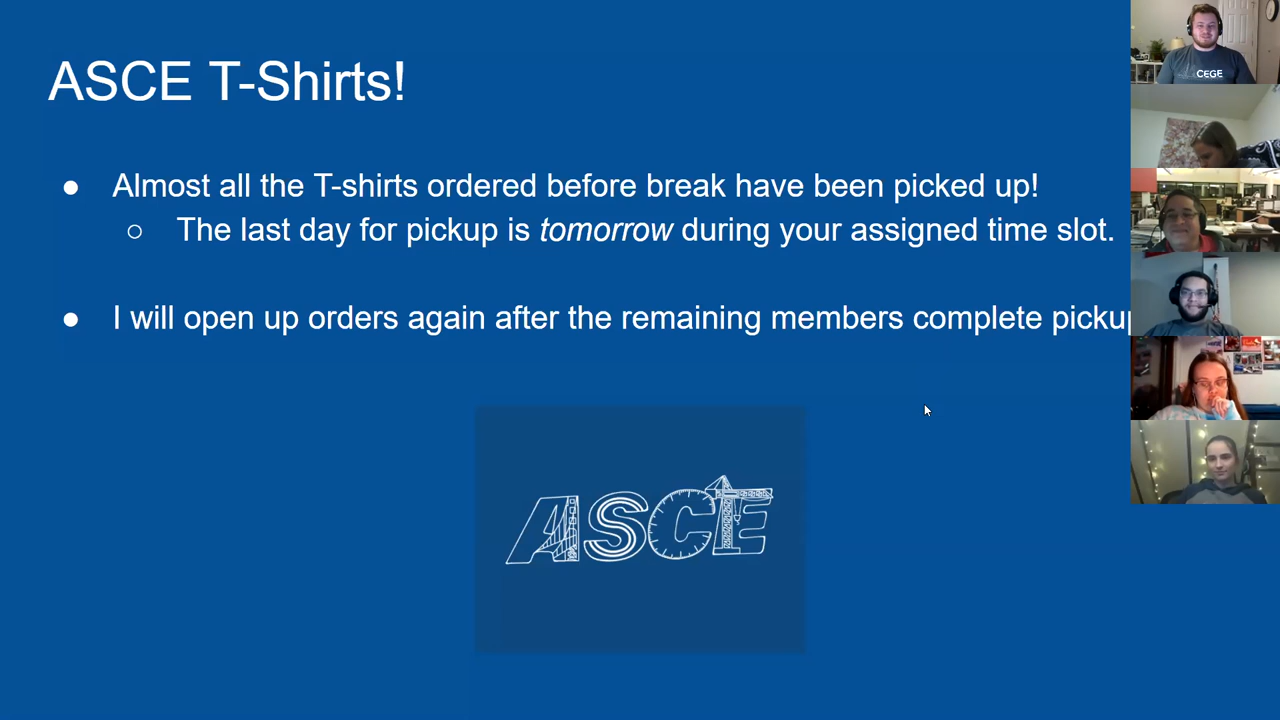 ASCE T-Shirts!
● Almost all the T-shirts ordered before break have been picked up!
○ The last day for pickup is tomorrow during your assigned time slot.
● I will open up orders again after the remaining members complete pickup
ASCE
CEGE